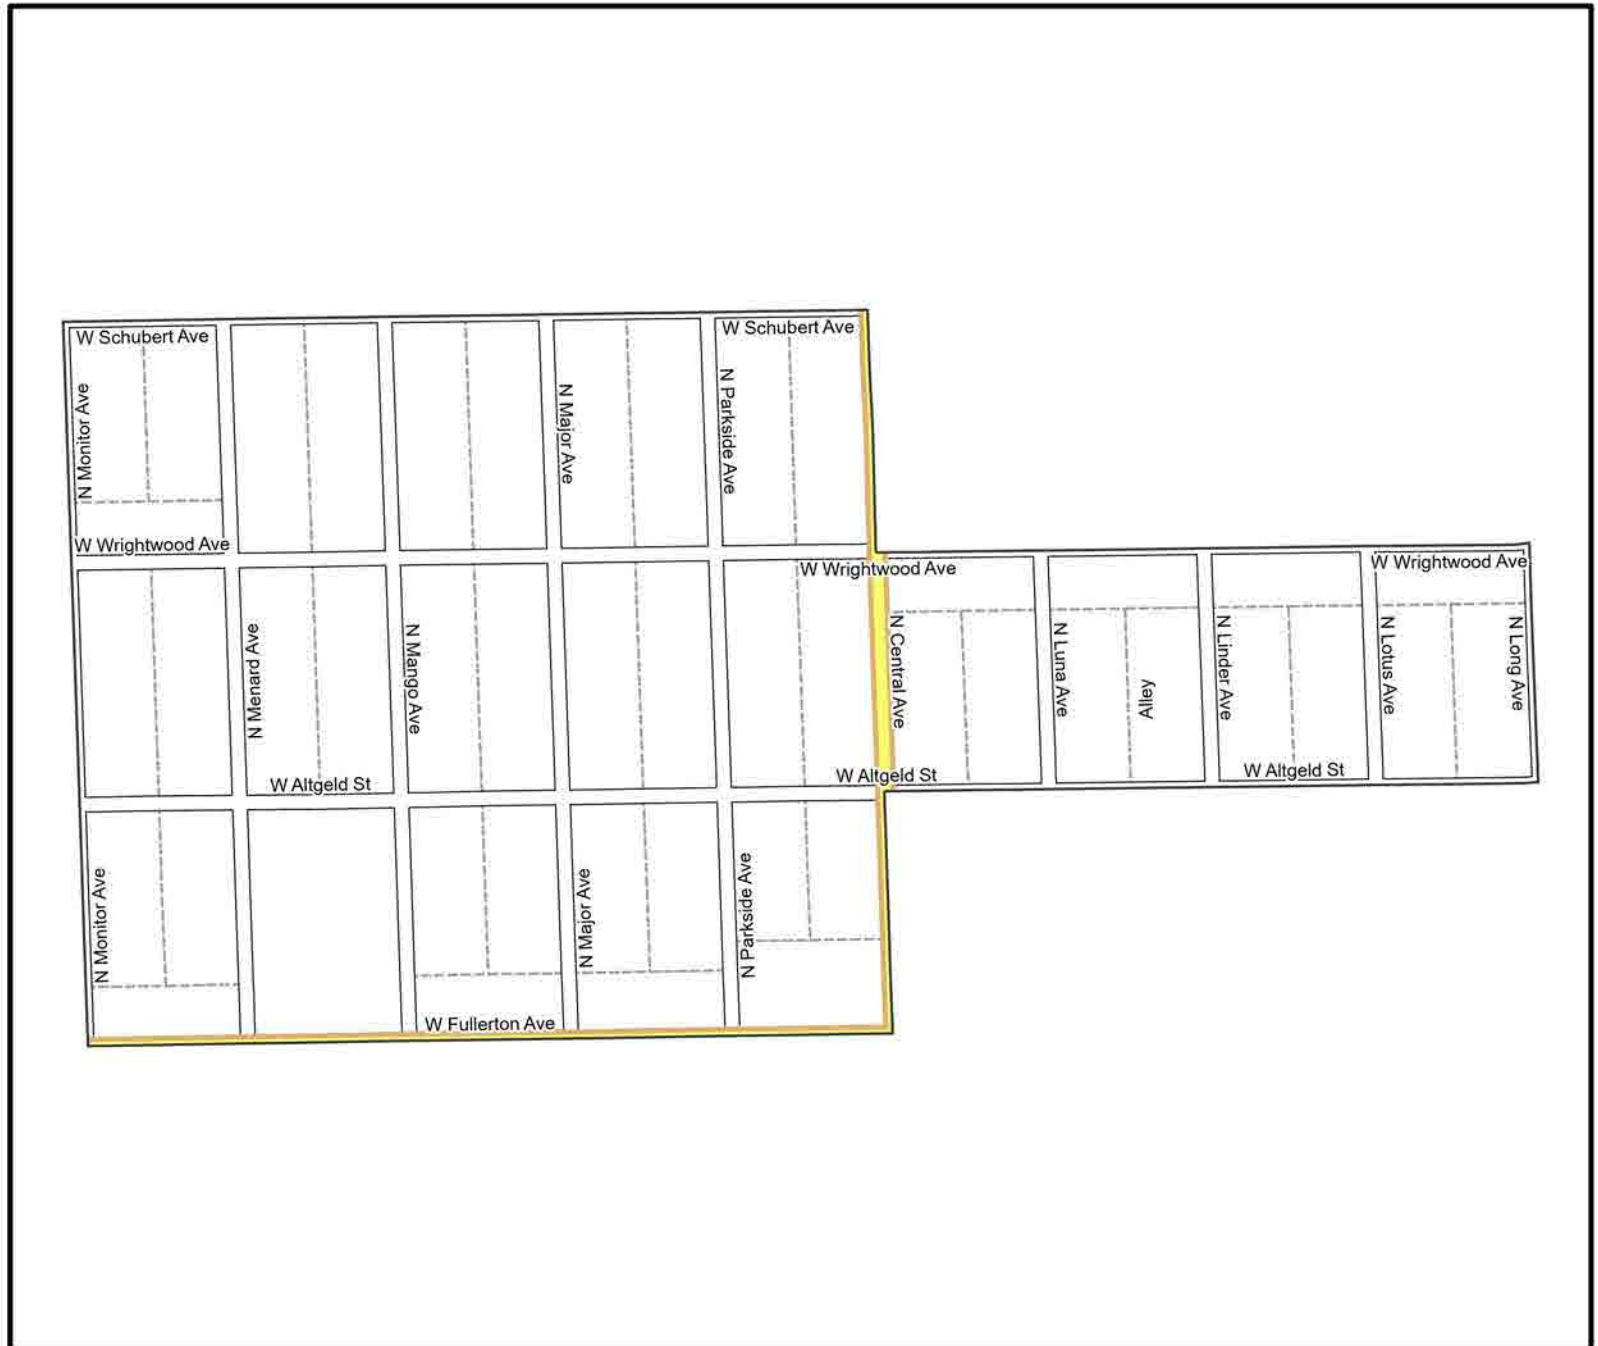 W Schubert Ave
W Schubert Ave
N Monitor Ave
N Major Ave
N Parkside Ave
W Wrightwood Ave
W Wrightwood Ave
W Wrightwood Ave
N Menard Ave
N Mango Ave
N Central Ave
N Luna Ave
Alley
N Linder Ave
N Lotus Ave
N Long Ave
W Altgeld St
W Altgeld St
W Altgeld St
N Monitor Ave
N Major Ave
N Parkside Ave
W Fullerton Ave